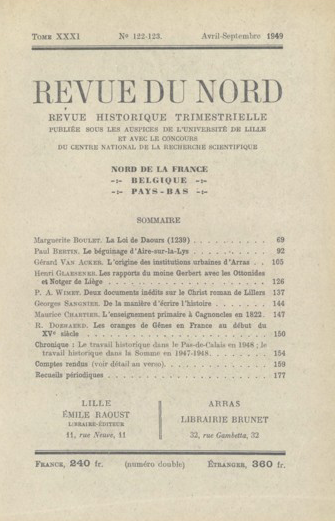 Tome XXXI Nº 122-123. Avril-Septembre 1949
REVUE DU NORD
REVUE HISTORIQUE TRIMESTRIELLE
PUBLIÉE SOUS LES AUSPICES DE L'UNIVERSITÉ DE LILLE
ET AVEC LE CONCOURS
DU CENTRE NATIONAL DE LA RECHERCHE SCIENTIFIQUE
NORD DE LA FRANCE
-:- BELGIQUE -:-
-:- PAYS-BAS -:-
SOMMAIRE
Marguerite BOULET. La Loi de Daours (1239) . . . . . . . . . . 69
Paul BERTIN. Le béguinage d'Aire-sur-la-Lys . . . . . . . . . . 92
Gérard VAN ACKER. L'origine des institutions urbaines d'Arras . . 105
Henri GLAESENER. Les rapports du moine Gerbert avec les Ottonides
et Notger de Liège . . . . . . . . . . 126
P. A. WIMET. Deux documents inédits sur le Christ roman de Lillers 137
Georges SANGNIER. De la manière d'écrire l'histoire . . . . . . . 144
Maurice CHARTIER. L'enseignement primaire à Cagnoncles en 1822. 147
R. DOEHAERD. Les oranges de Gênes en France au début du
XVe siècle . . . . . . . . . . 150
Chronique : Le travail historique dans le Pas-de-Calais en 1948 ; le
travail historique dans la Somme en 1947-1948. . . . . . . . 154
Comptes rendus (voir détail au verso). . . . . . . . . . 159
Recueils périodiques . . . . . . . . . . 177
LILLE
ÉMILE RAOUST
LIBRAIRE-ÉDITEUR
11, rue Neuve, 11
ARRAS
LIBRAIRIE BRUNET
32, rue Gambetta, 32
FRANCE, 240 fr. (numéro double) ÉTRANGER, 360 fr.